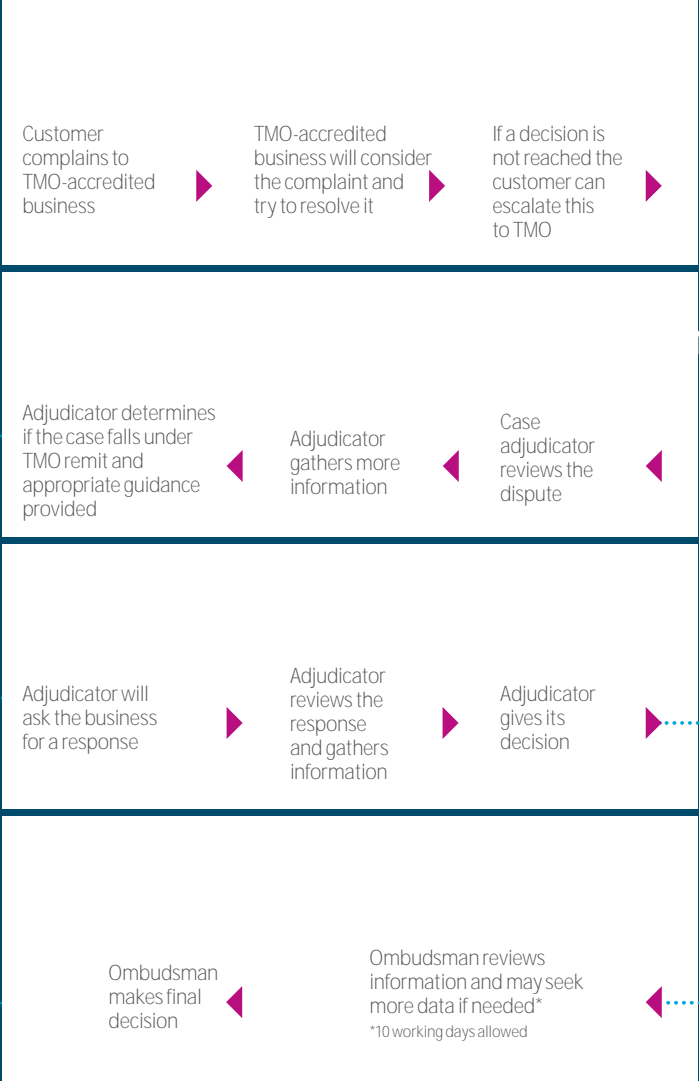 Customer
complains to
TMO-accredited
business
TMO-accredited
business will consider
the complaint and
try to resolve it
If a decision is
not reached the
customer can
escalate this
to TMO
Case
adjudicator
reviews the
dispute
Adjudicator
gathers more
information
Adjudicator determines
if the case falls under
TMO remit and
appropriate guidance
provided
Adjudicator will
ask the business
for a response
Adjudicator
reviews the
response
and gathers
information
Adjudicator
gives its
decision
Ombudsman reviews
information and may seek
more data if needed*
*10 working days allowed
Ombudsman
makes final
decision